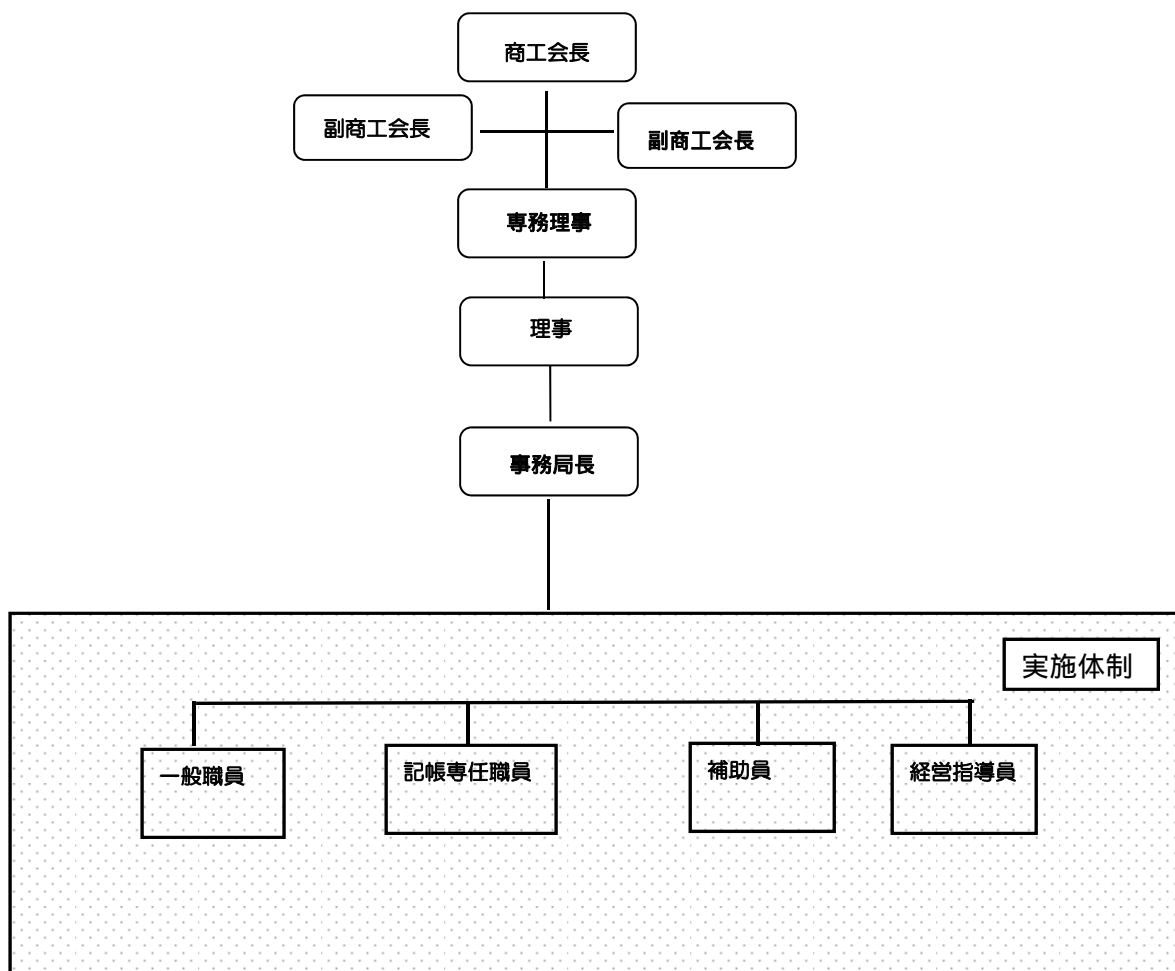 商工会長
副商工会長
副商工会長
専務理事
理事
事務局長
実施体制
一般職員
記帳専任職員
補助員
経営指導員